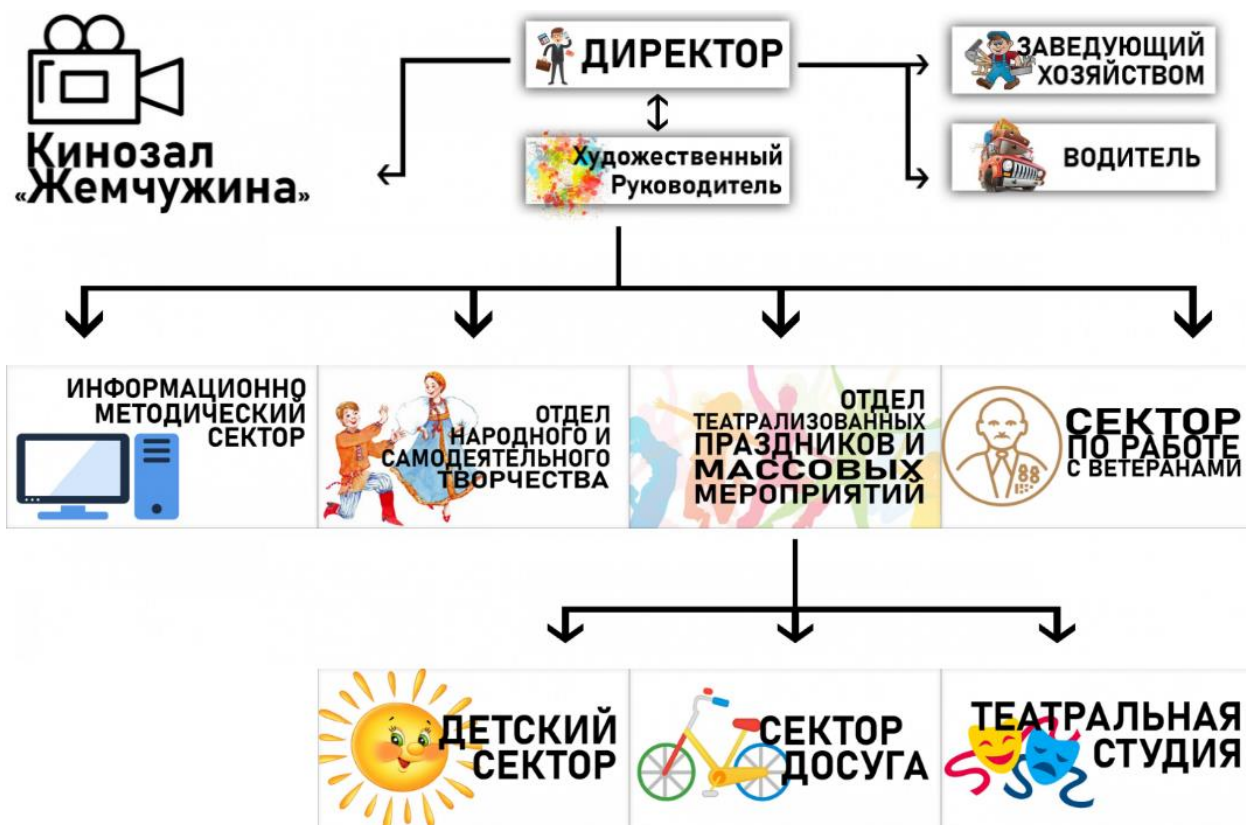 ДИРЕКТОР
ЗАВЕДУЮЩИЙ
ХОЗЯЙСТВОМ
Кинозал
«Жемчужина»
Художественный
Руководитель
ВОДИТЕЛЬ
ИНФОРМАЦИОННО
МЕТОДИЧЕСКИЙ
СЕКТОР
ОТДЕЛ
НАРОДНОГО И
САМОДЕЯТЕЛЬНОГО
ТВОРЧЕСТВА
ОТДЕЛ
ТЕАТРАЛИЗОВАННЫХ
ПРАЗДНИКОВ И
МАССОВЫХ
МЕРОПРИЯТИЙ
СЕКТОР
ПО РАБОТЕ
С ВЕТЕРАНАМИ
88
ДЕТСКИЙ
СЕКТОР
СЕКТОР
ДОСУГА
ТЕАТРАЛЬНАЯ
СТУДИЯ